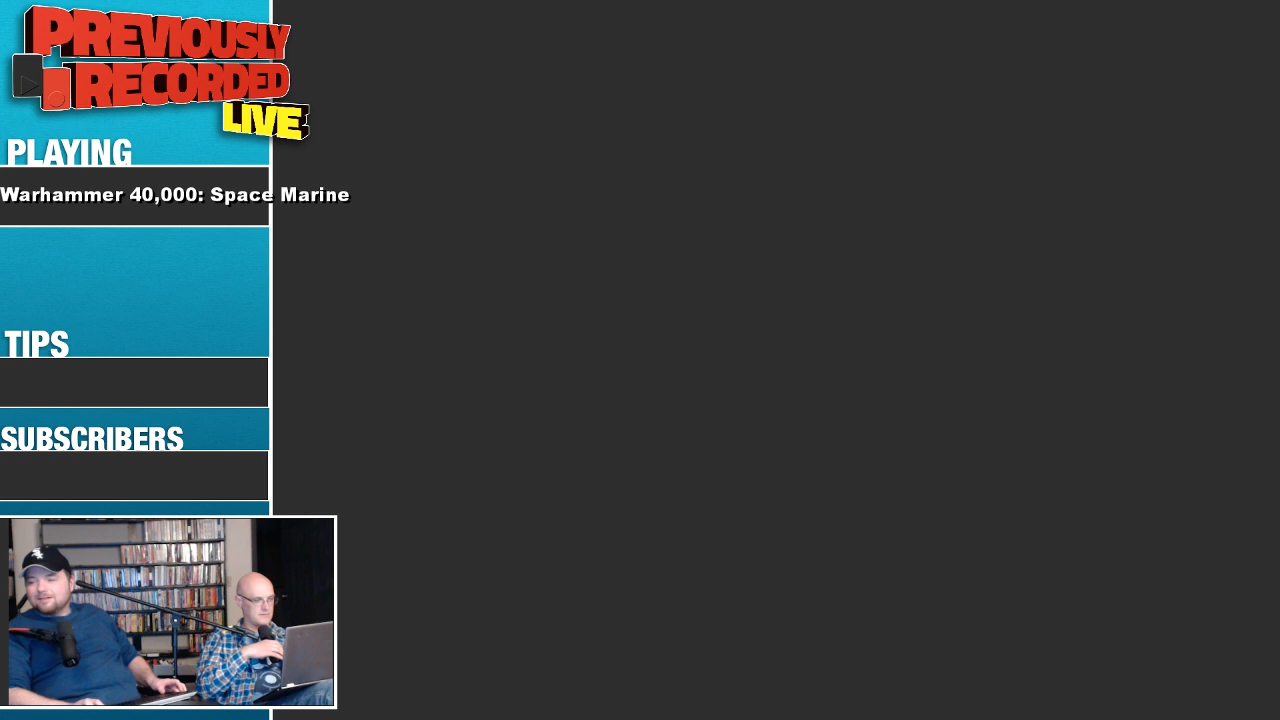 PREVIOUSLY
RECORDED
LIVE
PLAYING
Warhammer 40,000: Space Marine
TIPS
SUBSCRIBERS